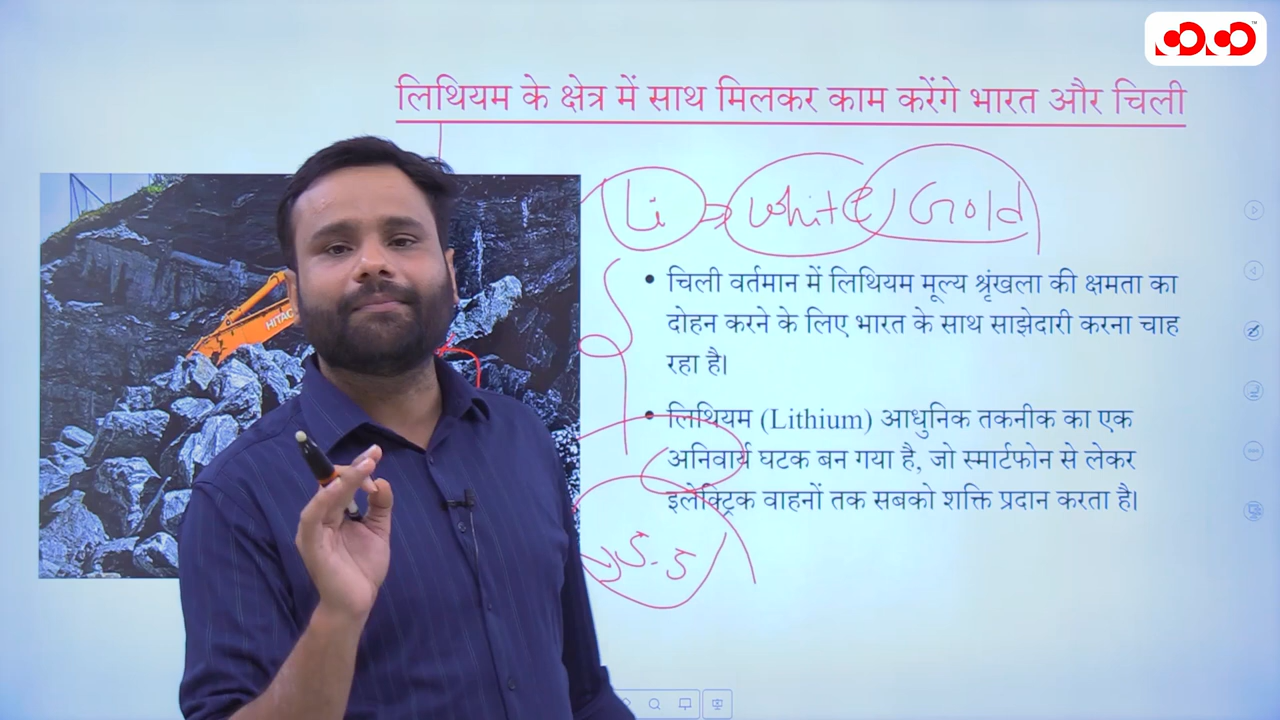 लिथियम के क्षेत्र में साथ मिलकर काम करेंगे भारत और चिली
Li → White Gold
HITAC
• चिली वर्तमान में लिथियम मूल्य श्रृंखला की क्षमता का
दोहन करने के लिए भारत के साथ साझेदारी करना चाह
रहा है।
• लिथियम (Lithium) आधुनिक तकनीक का एक
अनिवार्य घटक बन गया है, जो स्मार्टफोन से लेकर
इलेक्ट्रिक वाहनों तक सबको शक्ति प्रदान करता है।